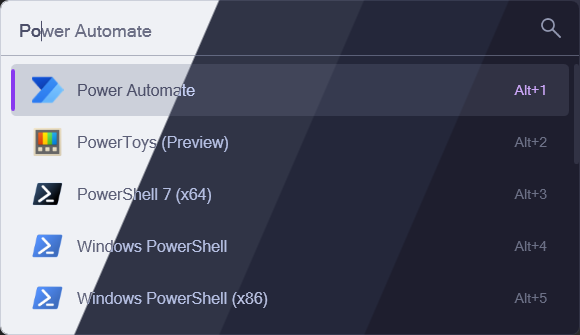 Power Automate
Power Automate Alt+1
PowerToys (Preview) Alt+2
PowerShell 7 (x64) Alt+3
Windows PowerShell Alt+4
Windows PowerShell (x86) Alt+5